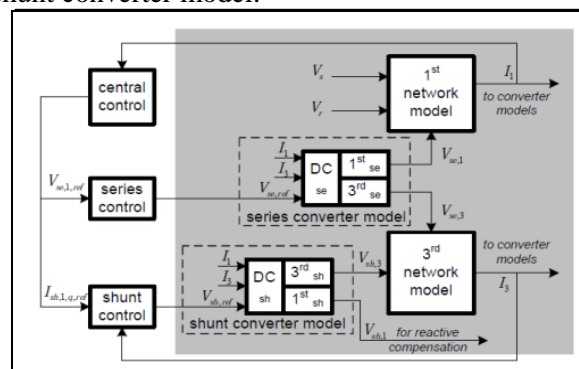 hunt converter model.
central
control
V_s
V_r
1st
network
model
I_1
to converter
models
V_se,1
I_1
I_3
V_se,ref
DC
se
1st se
3rd se
series converter model
V_se,1,ref
series
control
V_se,3
I_1
I_3
V_sh,ref
DC
sh
3rd sh
1st sh
shunt converter model
V_sh,3
3rd
network
model
to converter
models
I_3
I_sh,1,q,ref
shunt
control
V_sh,1
for reactive
compensation